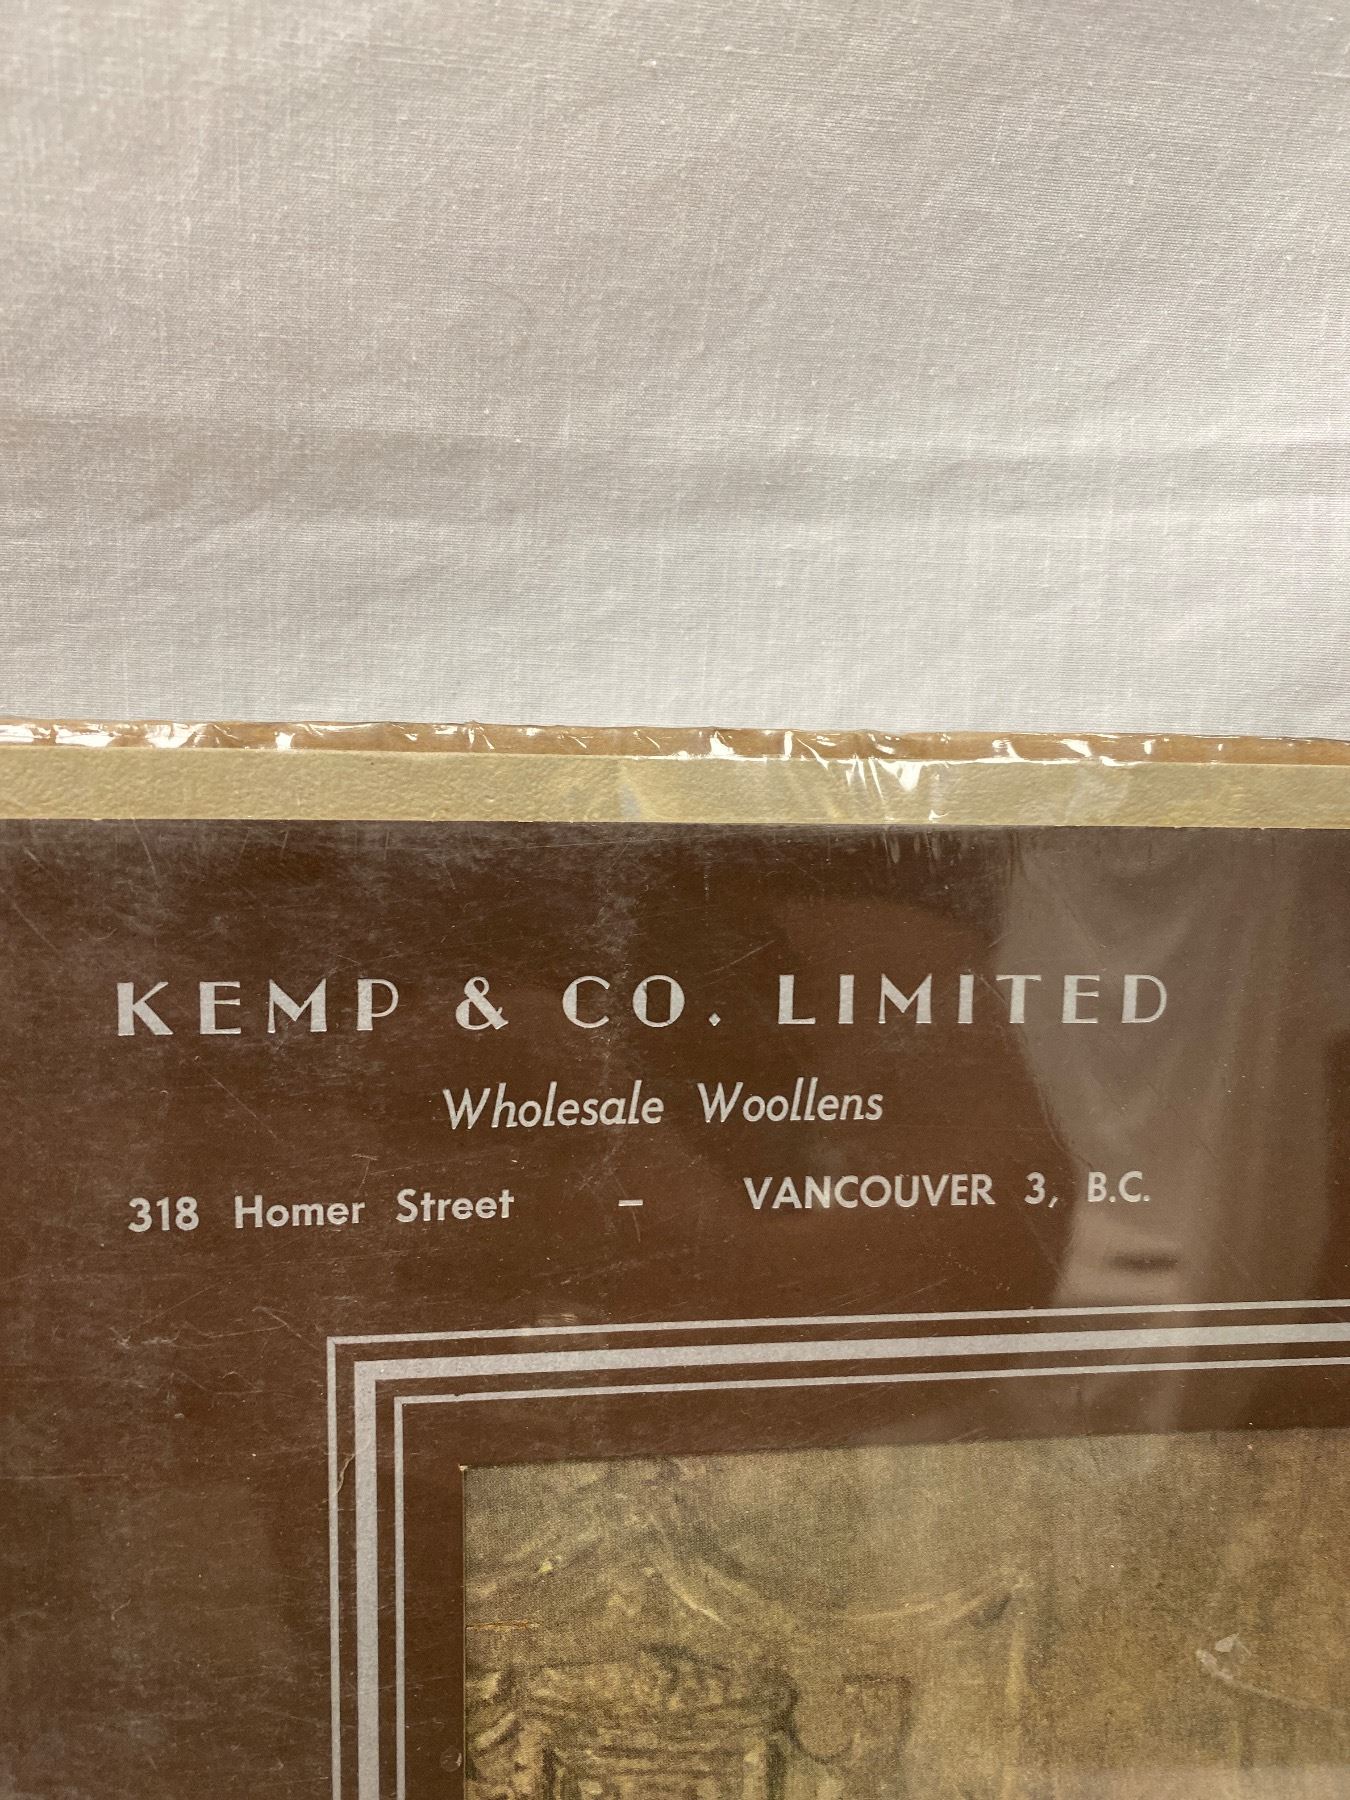 KEMP & CO. LIMITED
Wholesale Woollens
318 Homer Street – VANCOUVER 3, B.C.